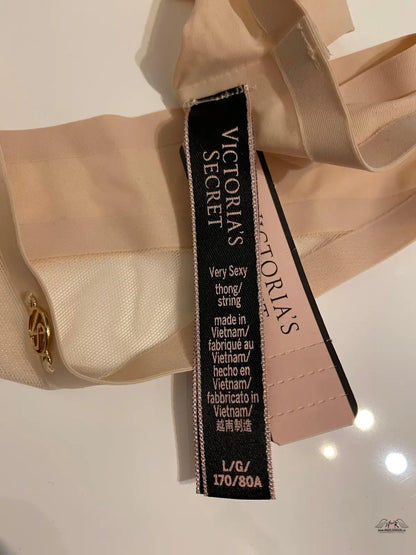 VICTORIA'S
SECRET
Very Sexy
thong/
string
made in
Vietnam/
fabriqué au
Vietnam/
hecho en
Vietnam/
fabbricato in
Vietnam/
越南制造
L/G/
170/80A
VICTORIA'S